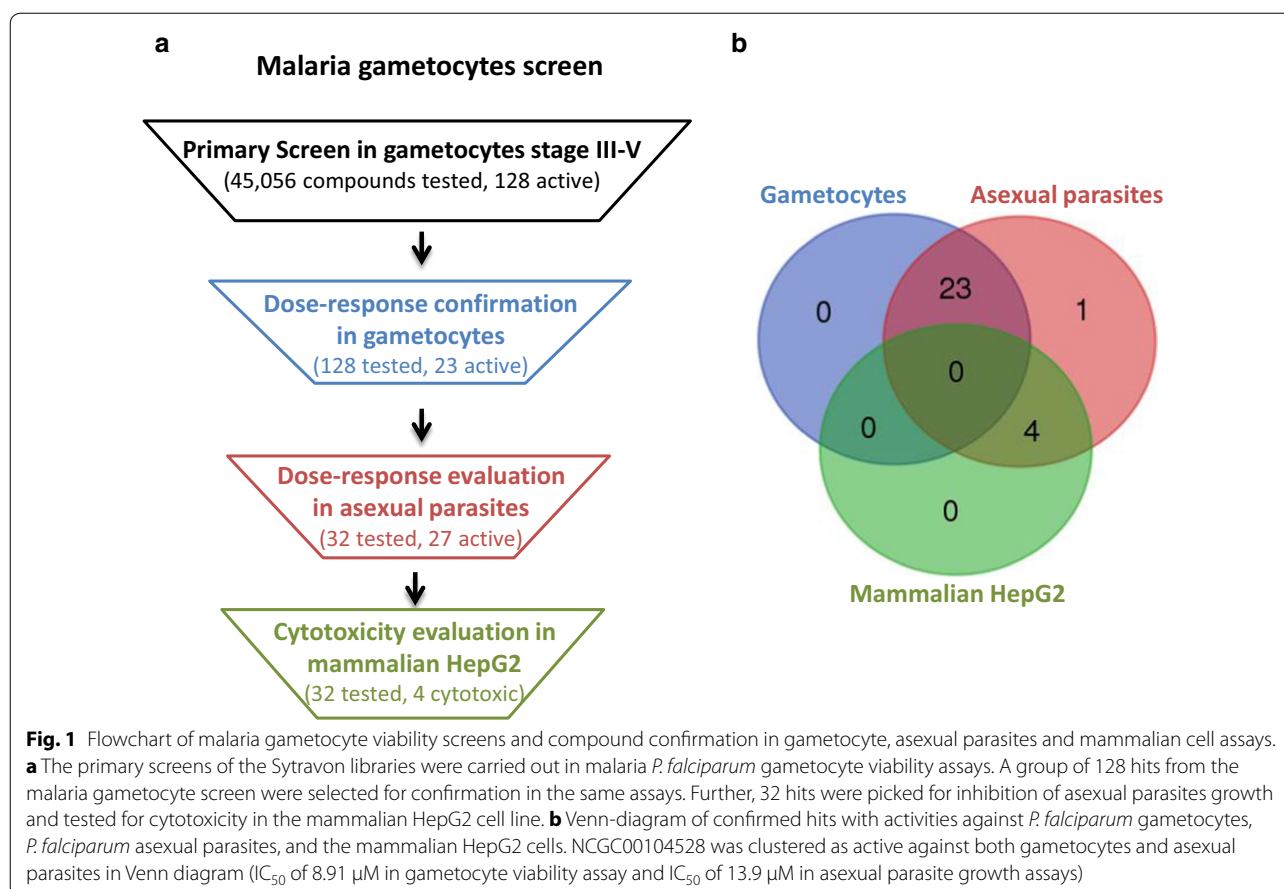 a
Malaria gametocytes screen
Primary Screen in gametocytes stage III-V
(45,056 compounds tested, 128 active)
Dose-response confirmation
in gametocytes
(128 tested, 23 active)
Dose-response evaluation
in asexual parasites
(32 tested, 27 active)
Cytotoxicity evaluation in
mammalian HepG2
(32 tested, 4 cytotoxic)
b
Gametocytes
Asexual parasites
0
23
1
0
0
4
0
Mammalian HepG2
Fig. 1 Flowchart of malaria gametocyte viability screens and compound confirmation in gametocyte, asexual parasites and mammalian cell assays.
a The primary screens of the Sytravon libraries were carried out in malaria P. falciparum gametocyte viability assays. A group of 128 hits from the
malaria gametocyte screen were selected for confirmation in the same assays. Further, 32 hits were picked for inhibition of asexual parasites growth
and tested for cytotoxicity in the mammalian HepG2 cell line. b Venn-diagram of confirmed hits with activities against P. falciparum gametocytes,
P. falciparum asexual parasites, and the mammalian HepG2 cells. NCGC00104528 was clustered as active against both gametocytes and asexual
parasites in Venn diagram (IC50 of 8.91 µM in gametocyte viability assay and IC50 of 13.9 µM in asexual parasite growth assays)